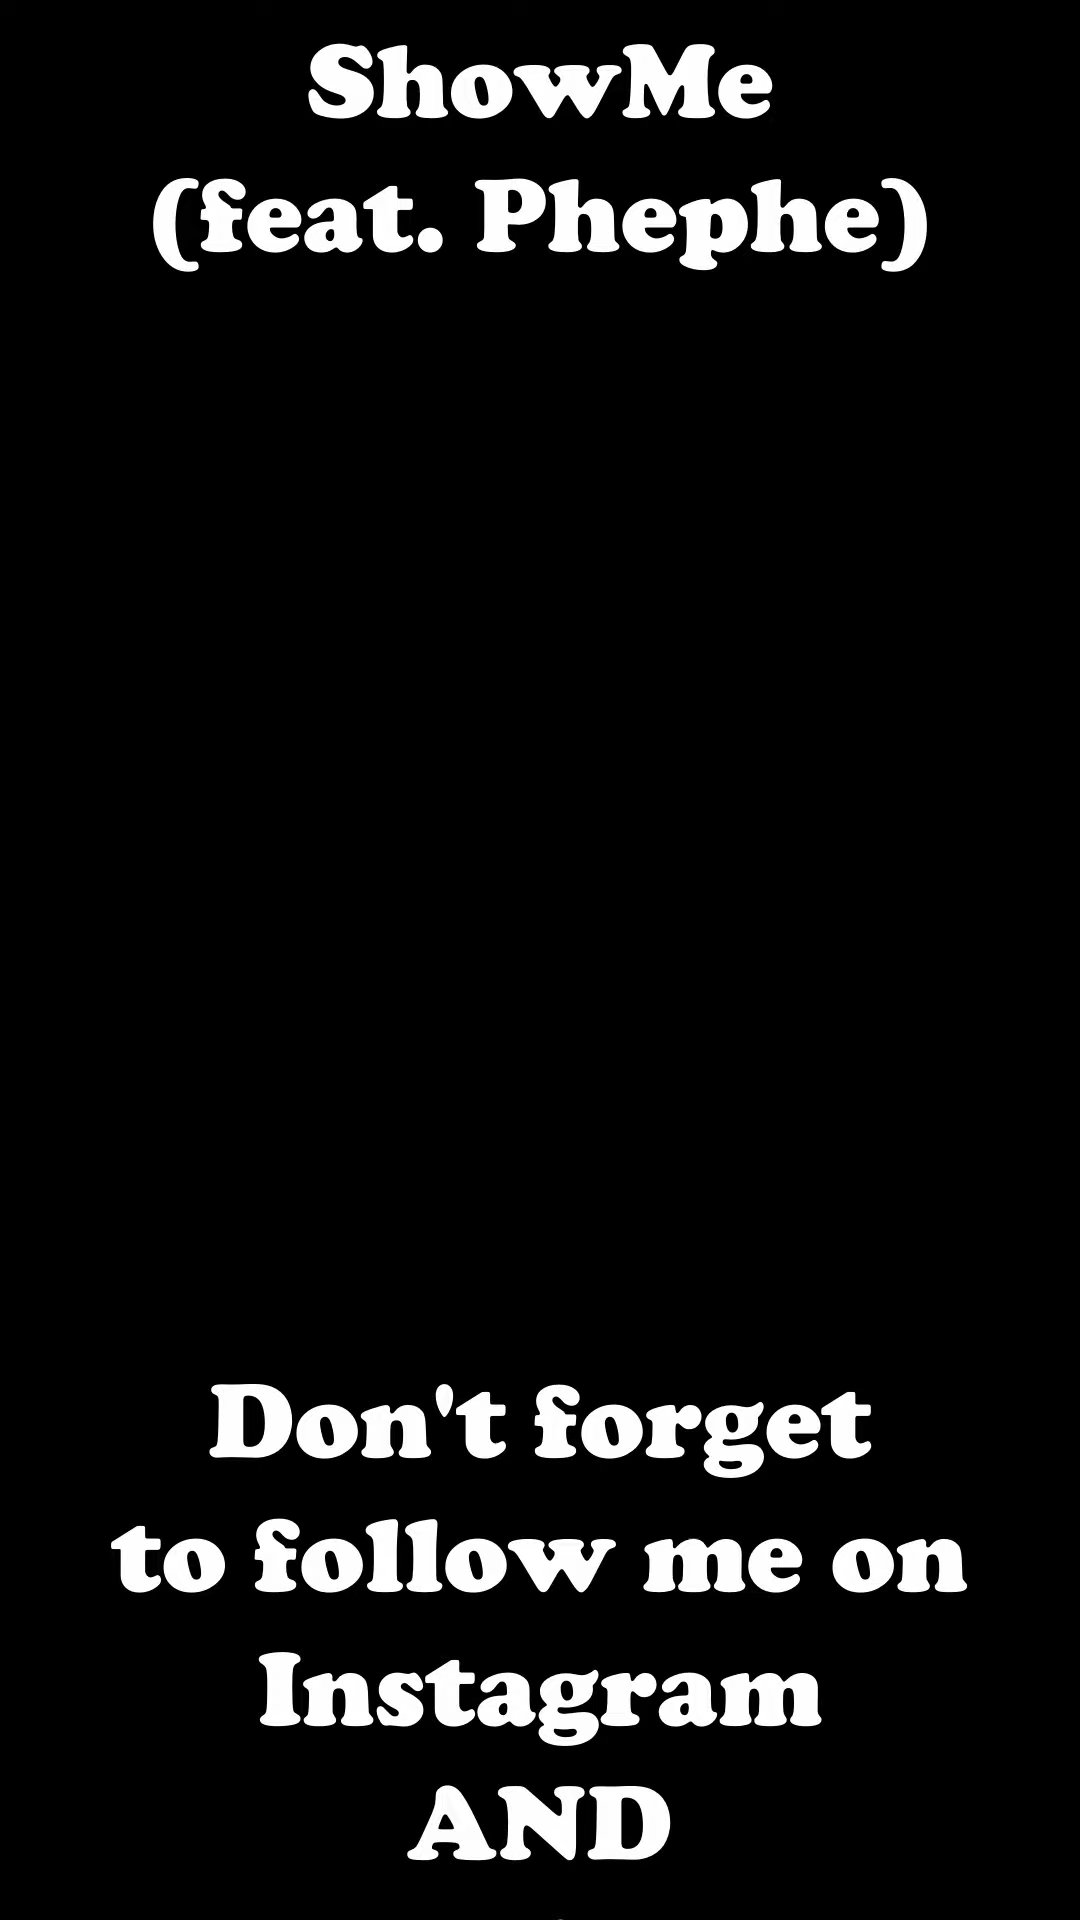 ShowMe
(feat. Phephe)
Don't forget
to follow me on
Instagram
AND